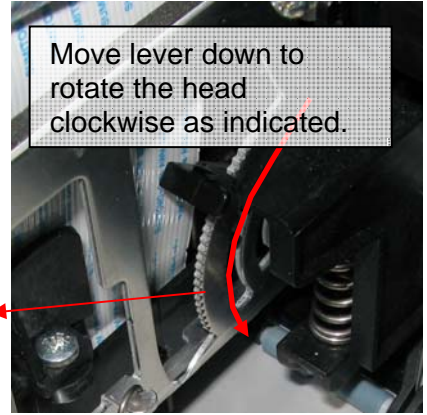 Move lever down to
rotate the head
clockwise as indicated.